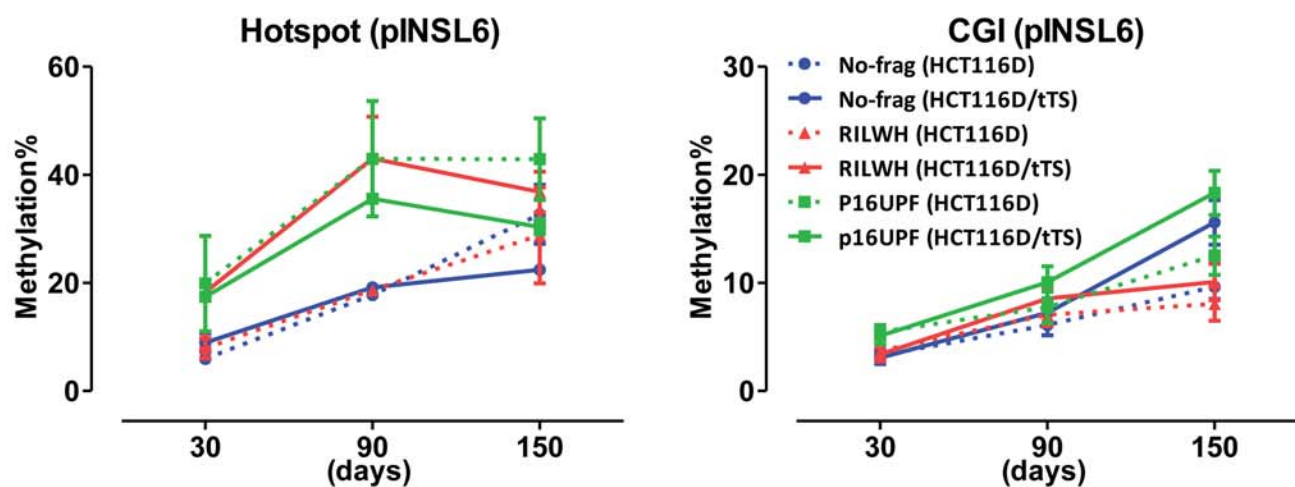 Hotspot (pINSL6)
Methylation%
60
40
20
0
30
90
150
(days)
CGI (pINSL6)
Methylation%
30
20
10
0
No-frag (HCT116D)
No-frag (HCT116D/tTS)
RILWH (HCT116D)
RILWH (HCT116D/tTS)
P16UPF (HCT116D)
p16UPF (HCT116D/tTS)
30
90
150
(days)